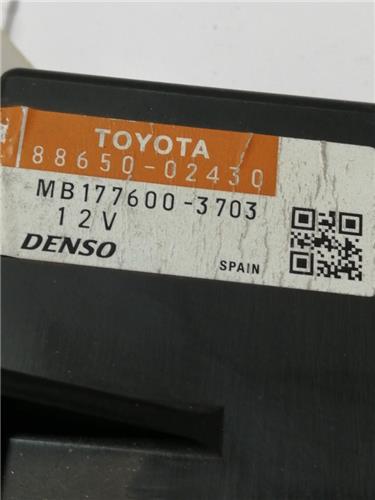 TOYOTA
88650-02430
MB177600-3703
12V
DENSO
SPAIN